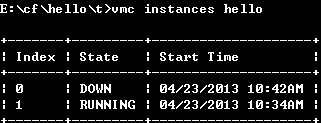 E:\cf\hello\t>vmc instances hello
+-------+---------+--------------------+
| Index | State   | Start Time         |
+-------+---------+--------------------+
| 0     | DOWN    | 04/23/2013 10:42AM |
| 1     | RUNNING | 04/23/2013 10:34AM |
+-------+---------+--------------------+